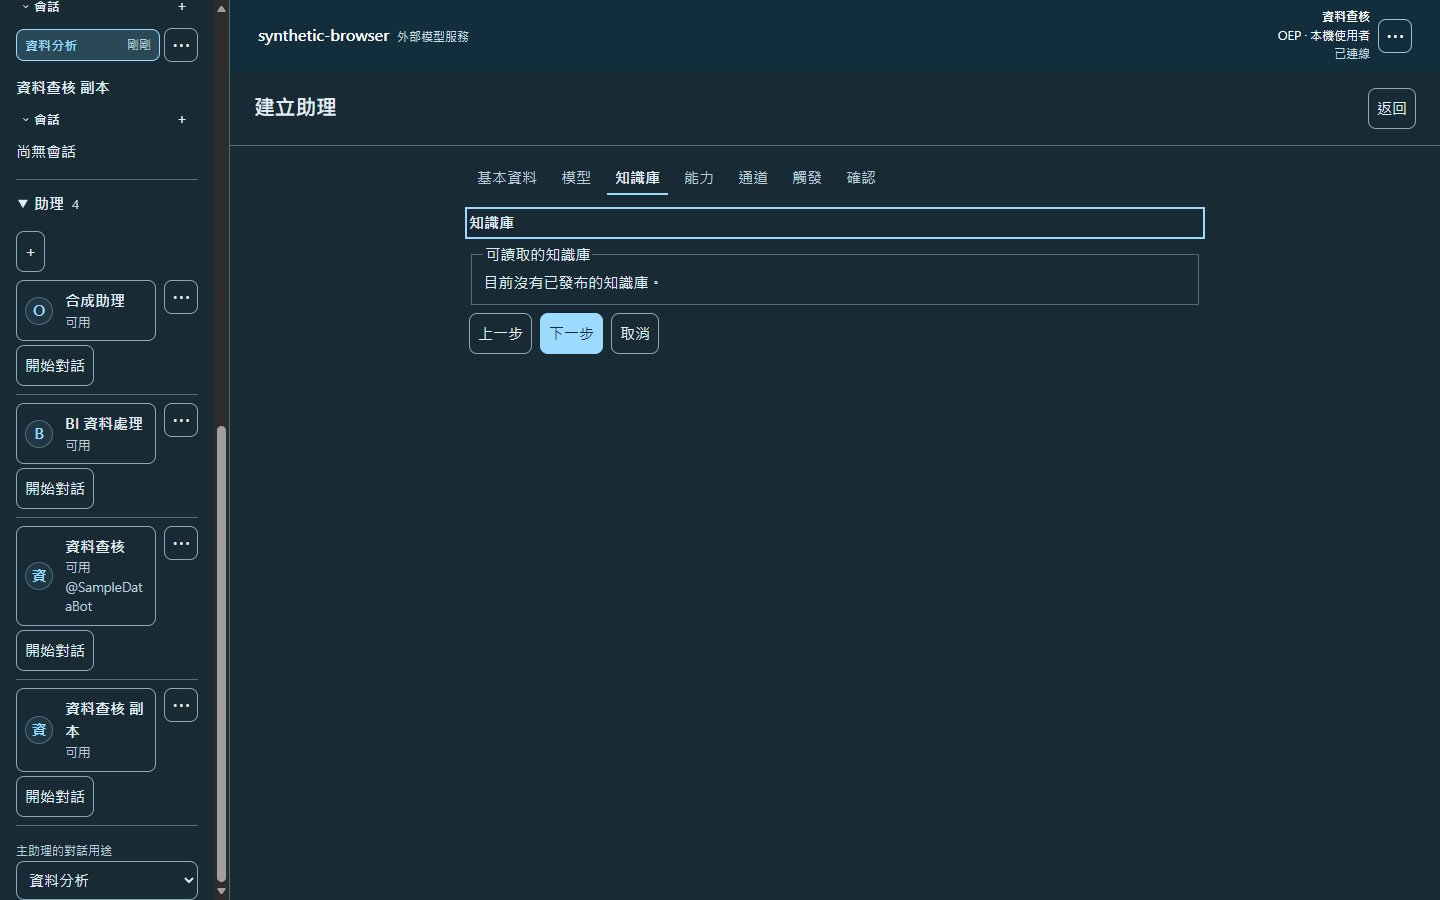 會話
+
資料分析 剛剛
資料查核 副本
會話
+
尚無會話
助理 4
+
O
合成助理
可用
開始對話
B
BI 資料處理
可用
開始對話
資
資料查核
可用
@SampleDat
aBot
開始對話
資
資料查核 副
本
可用
開始對話
主助理的對話用途
資料分析
synthetic-browser 外部模型服務
資料查核
OEP · 本機使用者
已連線
建立助理
返回
基本資料 模型 知識庫 能力 通道 觸發 確認
知識庫
可讀取的知識庫
目前沒有已發布的知識庫。
上一步 下一步 取消